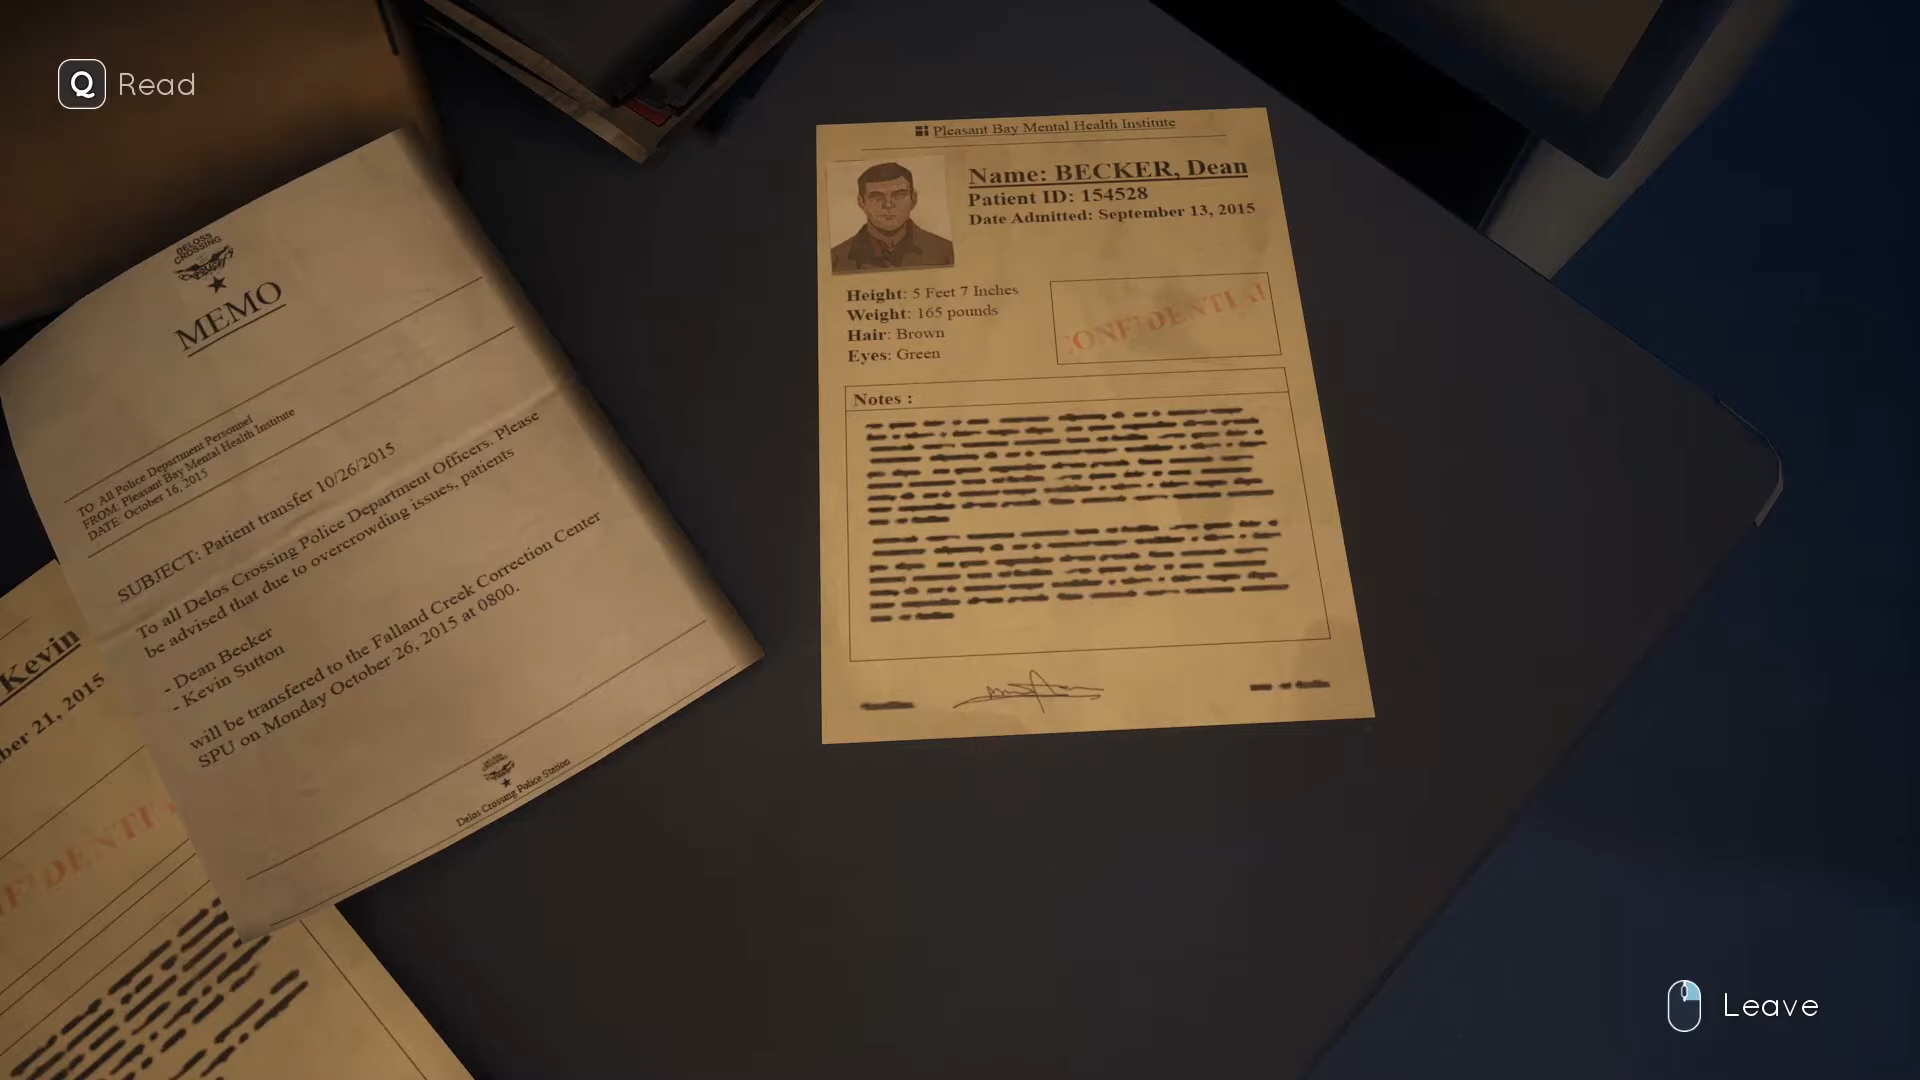 Q Read
DELOSS
CROSSING
MEMO
TO: All Police Department Personnel
FROM: Pleasant Bay Mental Health Institute
DATE: October 16, 2015
SUBJECT: Patient transfer 10/26/2015
To all Delos Crossing Police Department Officers. Please
be advised that due to overcrowding issues, patients
- Dean Becker
- Kevin Sutton
will be transfered to the Falland Creek Correction Center
SPU on Monday October 26, 2015 at 0800.
Delos Crossing Police Station
Kevin
ber 21, 2015
NFIDENTIA
Pleasant Bay Mental Health Institute
Name: BECKER, Dean
Patient ID: 154528
Date Admitted: September 13, 2015
Height: 5 Feet 7 Inches
Weight: 165 pounds
Hair: Brown
Eyes: Green
CONFIDENTIAL
Notes :
Leave